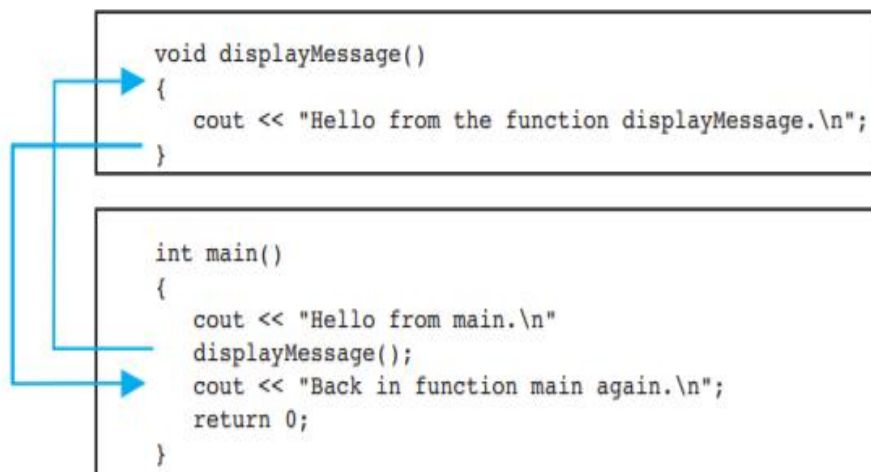 void displayMessage()
{
cout << "Hello from the function displayMessage.\n";
}
int main()
{
cout << "Hello from main.\n"
displayMessage();
cout << "Back in function main again.\n";
return 0;
}